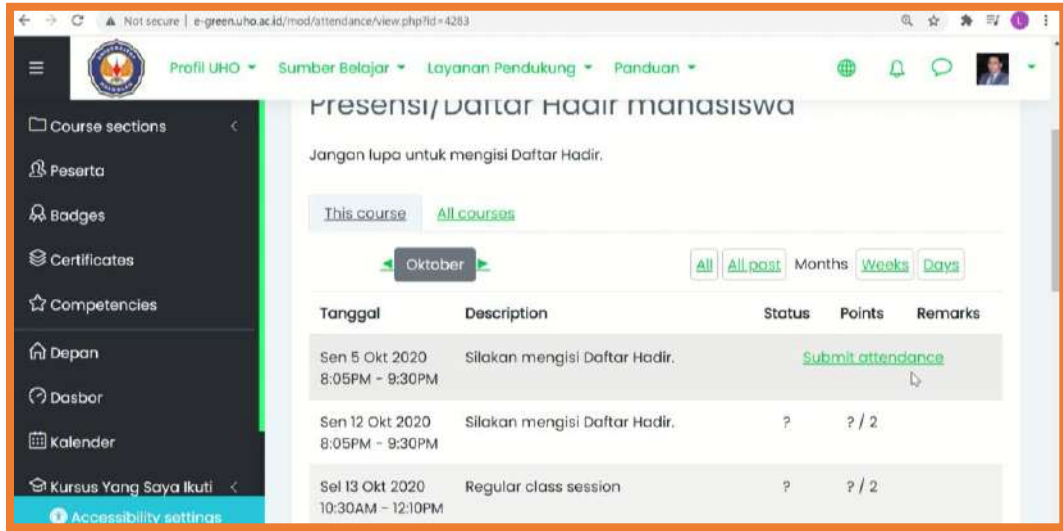 Not secure | e-green.uho.ac.id/mod/attendance/view.php?id=4283
L
Profil UHO Sumber Belajar Layanan Pendukung Panduan
Presensi/Daftar Hadir mahasiswa
Jangan lupa untuk mengisi Daftar Hadir.
This course All courses
Oktober All All past Months Weeks Days
Tanggal Description Status Points Remarks
Sen 5 Okt 2020 Silakan mengisi Daftar Hadir. Submit attendance
8:05PM - 9:30PM
Sen 12 Okt 2020 Silakan mengisi Daftar Hadir. ? ? / 2
8:05PM - 9:30PM
Sel 13 Okt 2020 Regular class session ? ? / 2
10:30AM - 12:10PM
Course sections
Peserta
Badges
Certificates
Competencies
Depan
Dasbor
Kalender
Kursus Yang Saya Ikuti
Accessibility settings